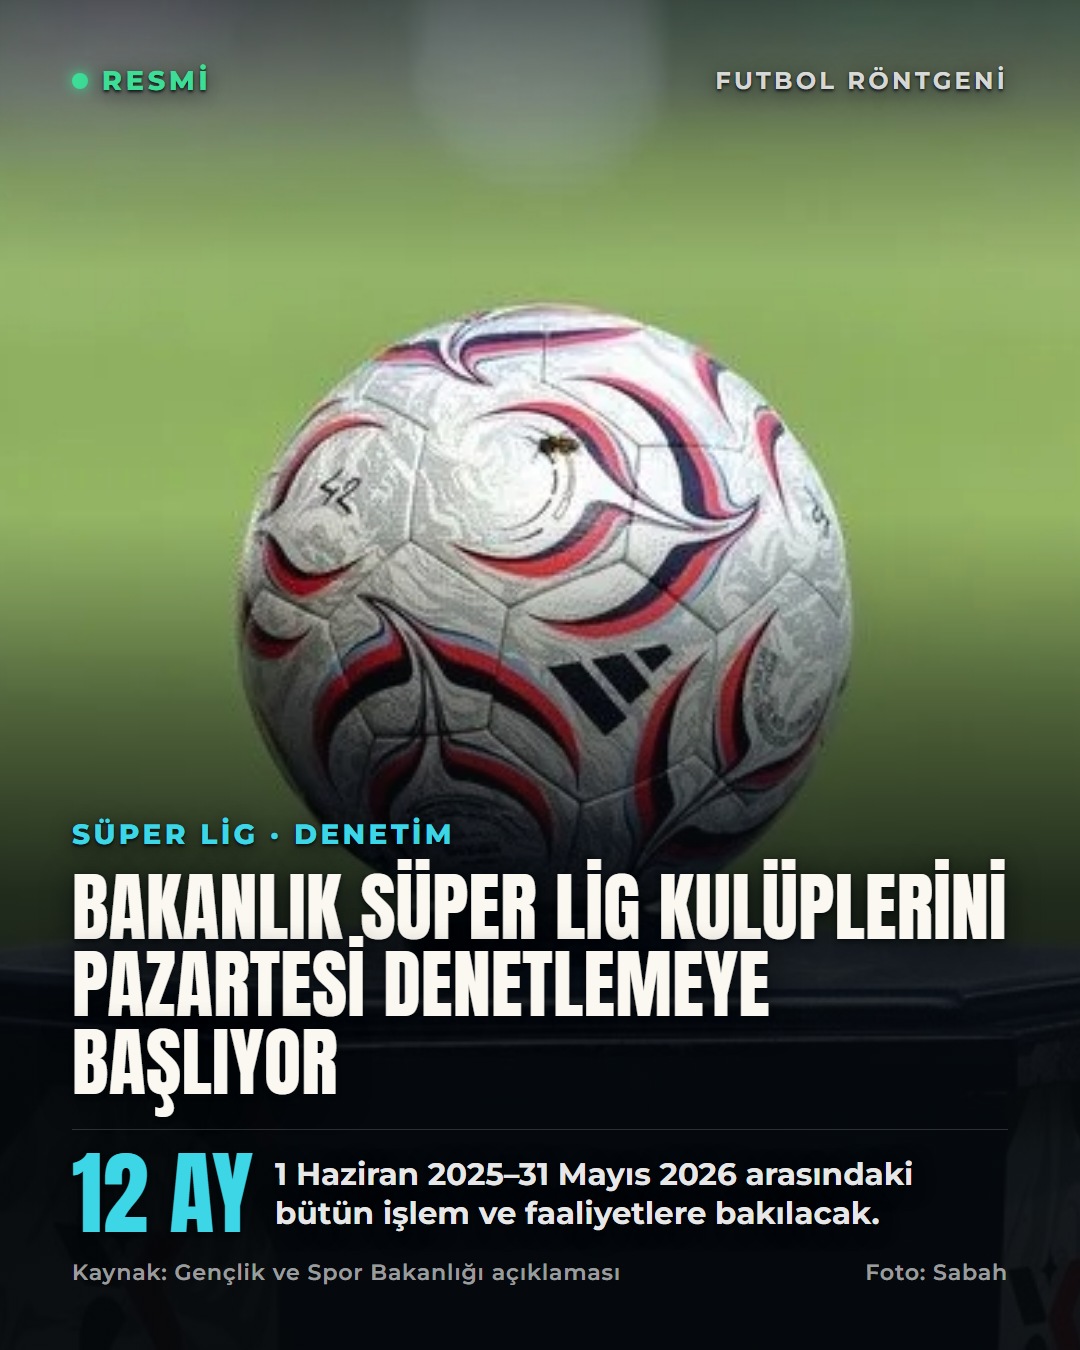 RESMİ
FUTBOL RÖNTGENİ
42
SÜPER LİG · DENETİM
BAKANLIK SÜPER LİG KULÜPLERİNİ
PAZARTESİ DENETLEMEYE
BAŞLIYOR
12 AY
1 Haziran 2025–31 Mayıs 2026 arasındaki
bütün işlem ve faaliyetlere bakılacak.
Kaynak: Gençlik ve Spor Bakanlığı açıklaması
Foto: Sabah